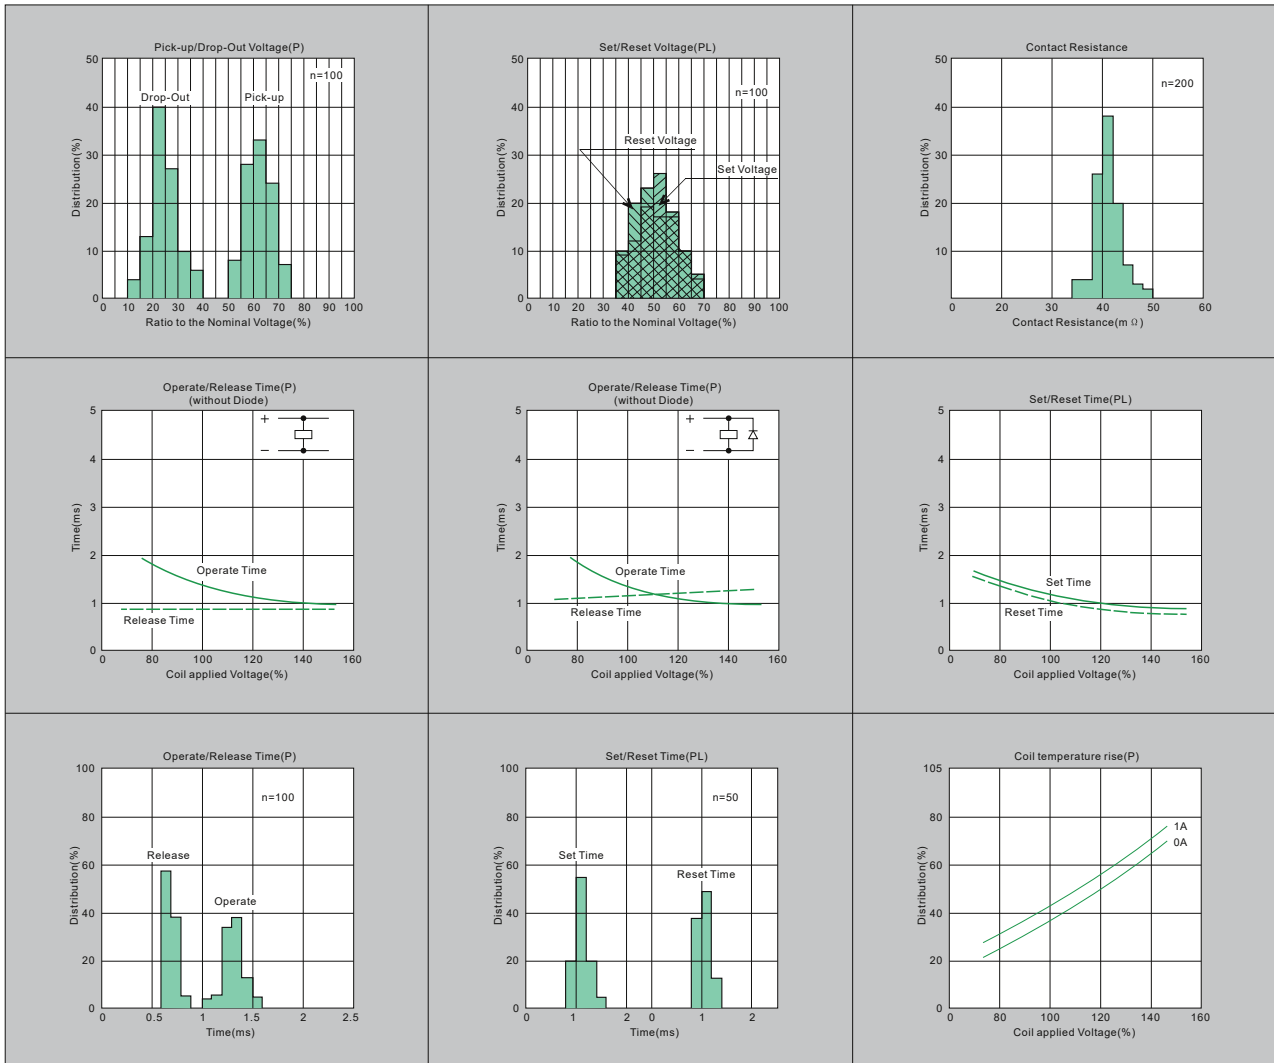 Pick-up/Drop-Out Voltage(P)
50
40
30
20
10
0
Distribution(%)
n=100
Drop-Out
Pick-up
0 10 20 30 40 50 60 70 80 90 100
Ratio to the Nominal Voltage(%)
Set/Reset Voltage(PL)
50
40
30
20
10
0
Distribution(%)
n=100
Reset Voltage
Set Voltage
0 10 20 30 40 50 60 70 80 90 100
Ratio to the Nominal Voltage(%)
Contact Resistance
50
40
30
20
10
0
Distribution(%)
n=200
0 20 30 40 50 60
Contact Resistance(m Ω)
Operate/Release Time(P)
(without Diode)
5
4
3
2
1
0
Time(ms)
+
−
Operate Time
Release Time
0 80 100 120 140 160
Coil applied Voltage(%)
Operate/Release Time(P)
(without Diode)
5
4
3
2
1
0
Time(ms)
+
−
Operate Time
Release Time
0 80 100 120 140 160
Coil applied Voltage(%)
Set/Reset Time(PL)
5
4
3
2
1
0
Time(ms)
Set Time
Reset Time
0 80 100 120 140 160
Coil applied Voltage(%)
Operate/Release Time(P)
100
80
60
40
20
0
Distribution(%)
n=100
Release
Operate
0 0.5 1 1.5 2 2.5
Time(ms)
Set/Reset Time(PL)
100
80
60
40
20
0
Distribution(%)
n=50
Set Time
Reset Time
0 1 2 0 1 2
Time(ms)
Coil temperature rise(P)
105
80
60
40
20
0
Distribution(%)
1A
0A
0 80 100 120 140 160
Coil applied Voltage(%)